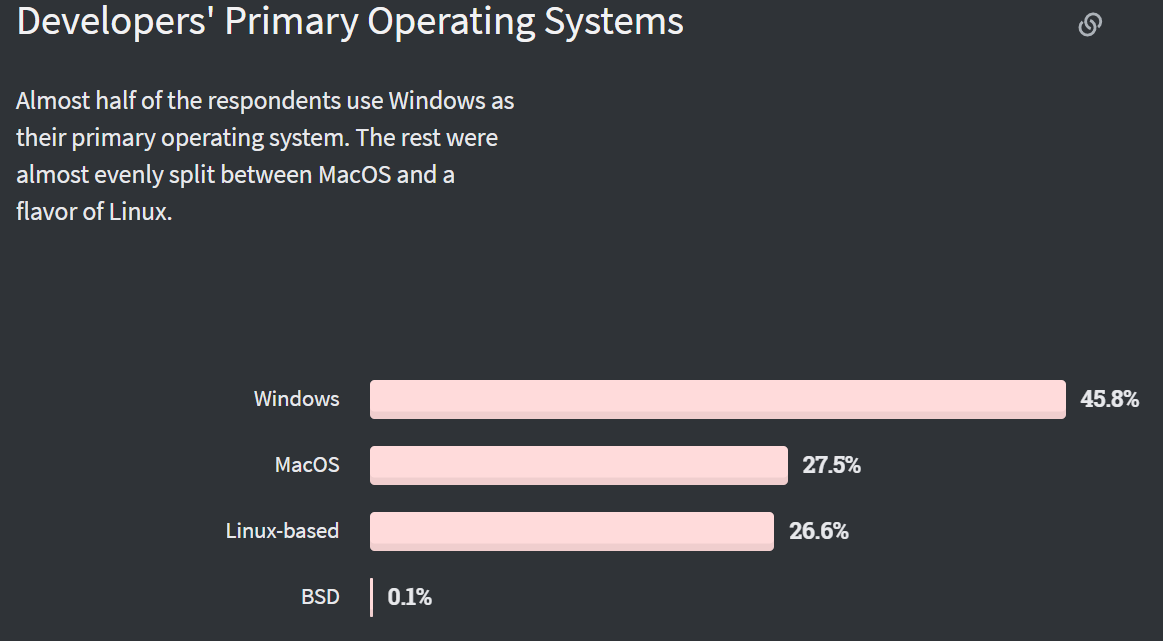 Developers' Primary Operating Systems
Almost half of the respondents use Windows as
their primary operating system. The rest were
almost evenly split between MacOS and a
flavor of Linux.
Windows 45.8%
MacOS 27.5%
Linux-based 26.6%
BSD 0.1%